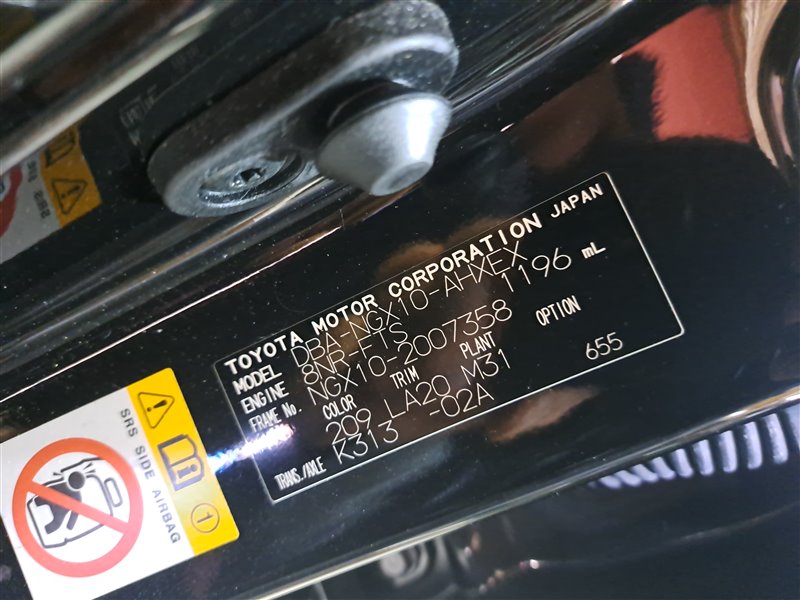 TOYOTA MOTOR CORPORATION JAPAN
MODEL DBA-NGX10-AHXEX
ENGINE 8NR-FTS 1196 mL
FRAME No. NGX10-2007358
COLOR TRIM PLANT OPTION
209 LA20 M31 655
TRANS./AXLE K313 -02A
SRS SIDE AIRBAG
1